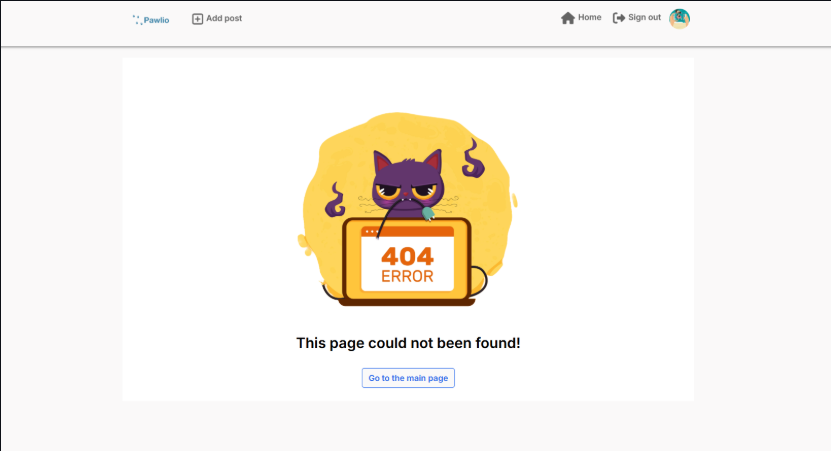 Pawlio
Add post
Home
Sign out
404
ERROR
This page could not been found!
Go to the main page